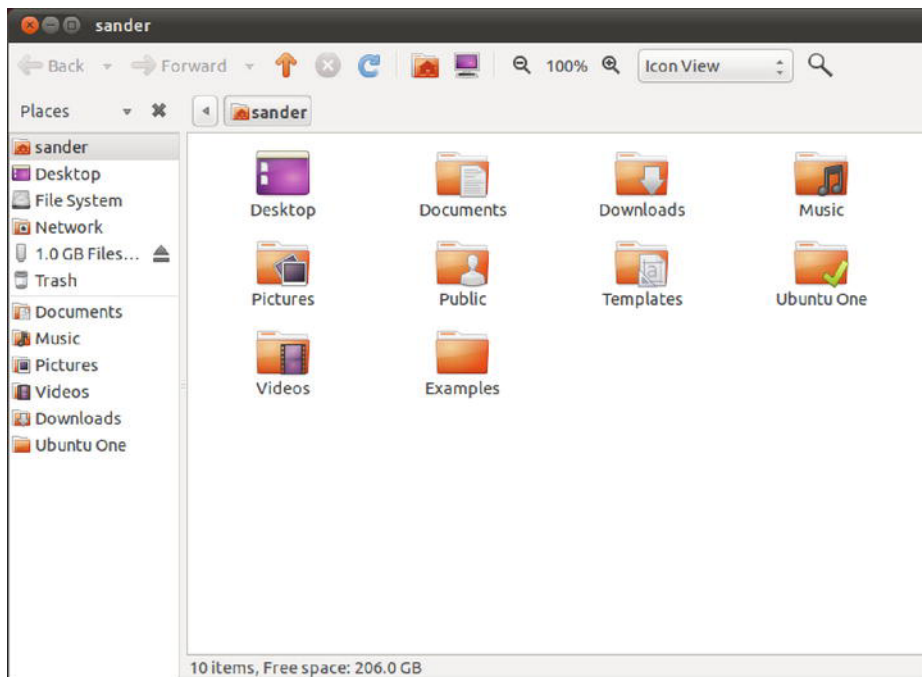 sander
Back Forward 100% Icon View
Places sander
sander
Desktop
File System
Network
1.0 GB Files...
Trash
Documents
Music
Pictures
Videos
Downloads
Ubuntu One
Desktop Documents Downloads Music
Pictures Public Templates Ubuntu One
Videos Examples
10 items, Free space: 206.0 GB